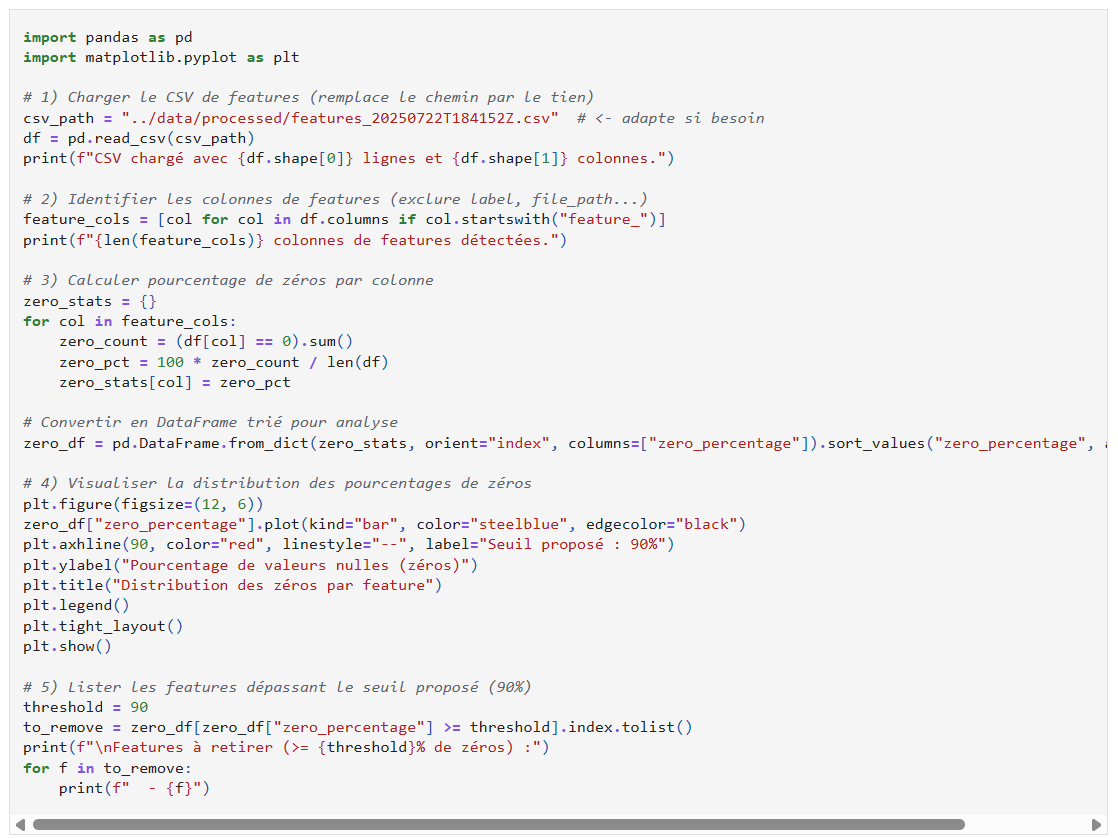 import pandas as pd
import matplotlib.pyplot as plt

# 1) Charger le CSV de features (remplace le chemin par le tien)
csv_path = "../data/processed/features_20250722T184152Z.csv"  # <- adapte si besoin
df = pd.read_csv(csv_path)
print(f"CSV chargé avec {df.shape[0]} lignes et {df.shape[1]} colonnes.")

# 2) Identifier les colonnes de features (exclure label, file_path...)
feature_cols = [col for col in df.columns if col.startswith("feature_")]
print(f"{len(feature_cols)} colonnes de features détectées.")

# 3) Calculer pourcentage de zéros par colonne
zero_stats = {}
for col in feature_cols:
    zero_count = (df[col] == 0).sum()
    zero_pct = 100 * zero_count / len(df)
    zero_stats[col] = zero_pct

# Convertir en DataFrame trié pour analyse
zero_df = pd.DataFrame.from_dict(zero_stats, orient="index", columns=["zero_percentage"]).sort_values("zero_percentage",

# 4) Visualiser la distribution des pourcentages de zéros
plt.figure(figsize=(12, 6))
zero_df["zero_percentage"].plot(kind="bar", color="steelblue", edgecolor="black")
plt.axhline(90, color="red", linestyle="--", label="Seuil proposé : 90%")
plt.ylabel("Pourcentage de valeurs nulles (zéros)")
plt.title("Distribution des zéros par feature")
plt.legend()
plt.tight_layout()
plt.show()

# 5) Lister les features dépassant le seuil proposé (90%)
threshold = 90
to_remove = zero_df[zero_df["zero_percentage"] >= threshold].index.tolist()
print(f"\nFeatures à retirer (>= {threshold}% de zéros) :")
for f in to_remove:
    print(f"  - {f}")